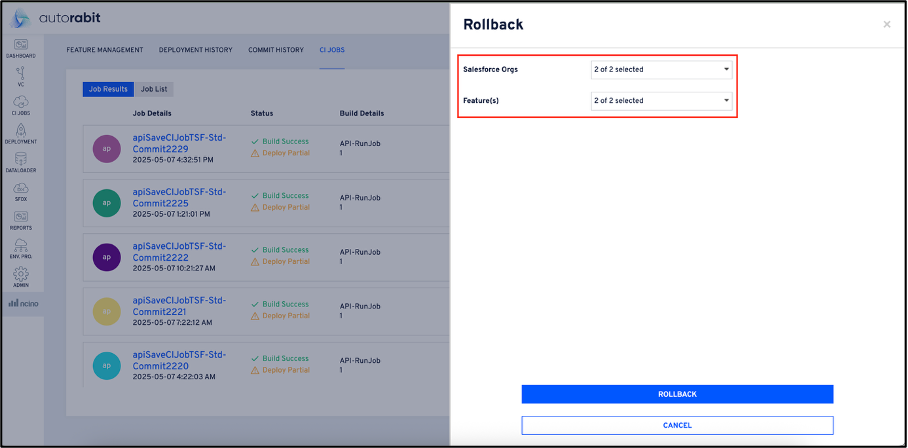 autorabit
DASHBOARD
VC
CI JOBS
DEPLOYMENT
DATALOADER
SFDX
REPORTS
ENV. PRO.
ADMIN
ncino
FEATURE MANAGEMENT DEPLOYMENT HISTORY COMMIT HISTORY CI JOBS
Job Results Job List
Job Details Status Build Details
ap
apiSaveCIJobTSF-Std-
Commit2229
2025-05-07 4:32:51 PM
Build Success
Deploy Partial
API-RunJob
1
ap
apiSaveCIJobTSF-Std-
Commit2225
2025-05-07 1:21:01 PM
Build Success
Deploy Partial
API-RunJob
1
ap
apiSaveCIJobTSF-Std-
Commit2222
2025-05-07 10:21:27 AM
Build Success
Deploy Partial
API-RunJob
1
ap
apiSaveCIJobTSF-Std-
Commit2221
2025-05-07 7:22:12 AM
Build Success
Deploy Partial
API-RunJob
1
ap
apiSaveCIJobTSF-Std-
Commit2220
2025-05-07 4:22:03 AM
Build Success
Deploy Partial
API-RunJob
1
Rollback
Salesforce Orgs 2 of 2 selected
Feature(s) 2 of 2 selected
ROLLBACK
CANCEL